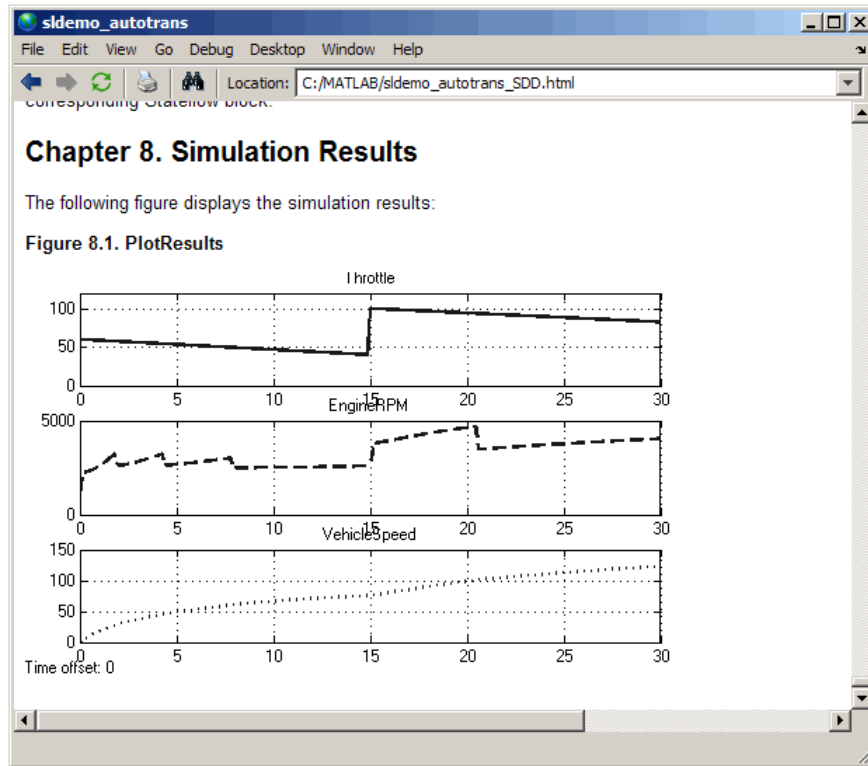 sldemo_autotrans
File Edit View Go Debug Desktop Window Help
Location: C:/MATLAB/sldemo_autotrans_SDD.html
corresponding Stateflow block.
Chapter 8. Simulation Results
The following figure displays the simulation results:
Figure 8.1. PlotResults
Throttle
100
50
0
0 5 10 15 20 25 30
EngineRPM
5000
0
0 5 10 15 20 25 30
VehicleSpeed
150
100
50
0
0 5 10 15 20 25 30
Time offset: 0